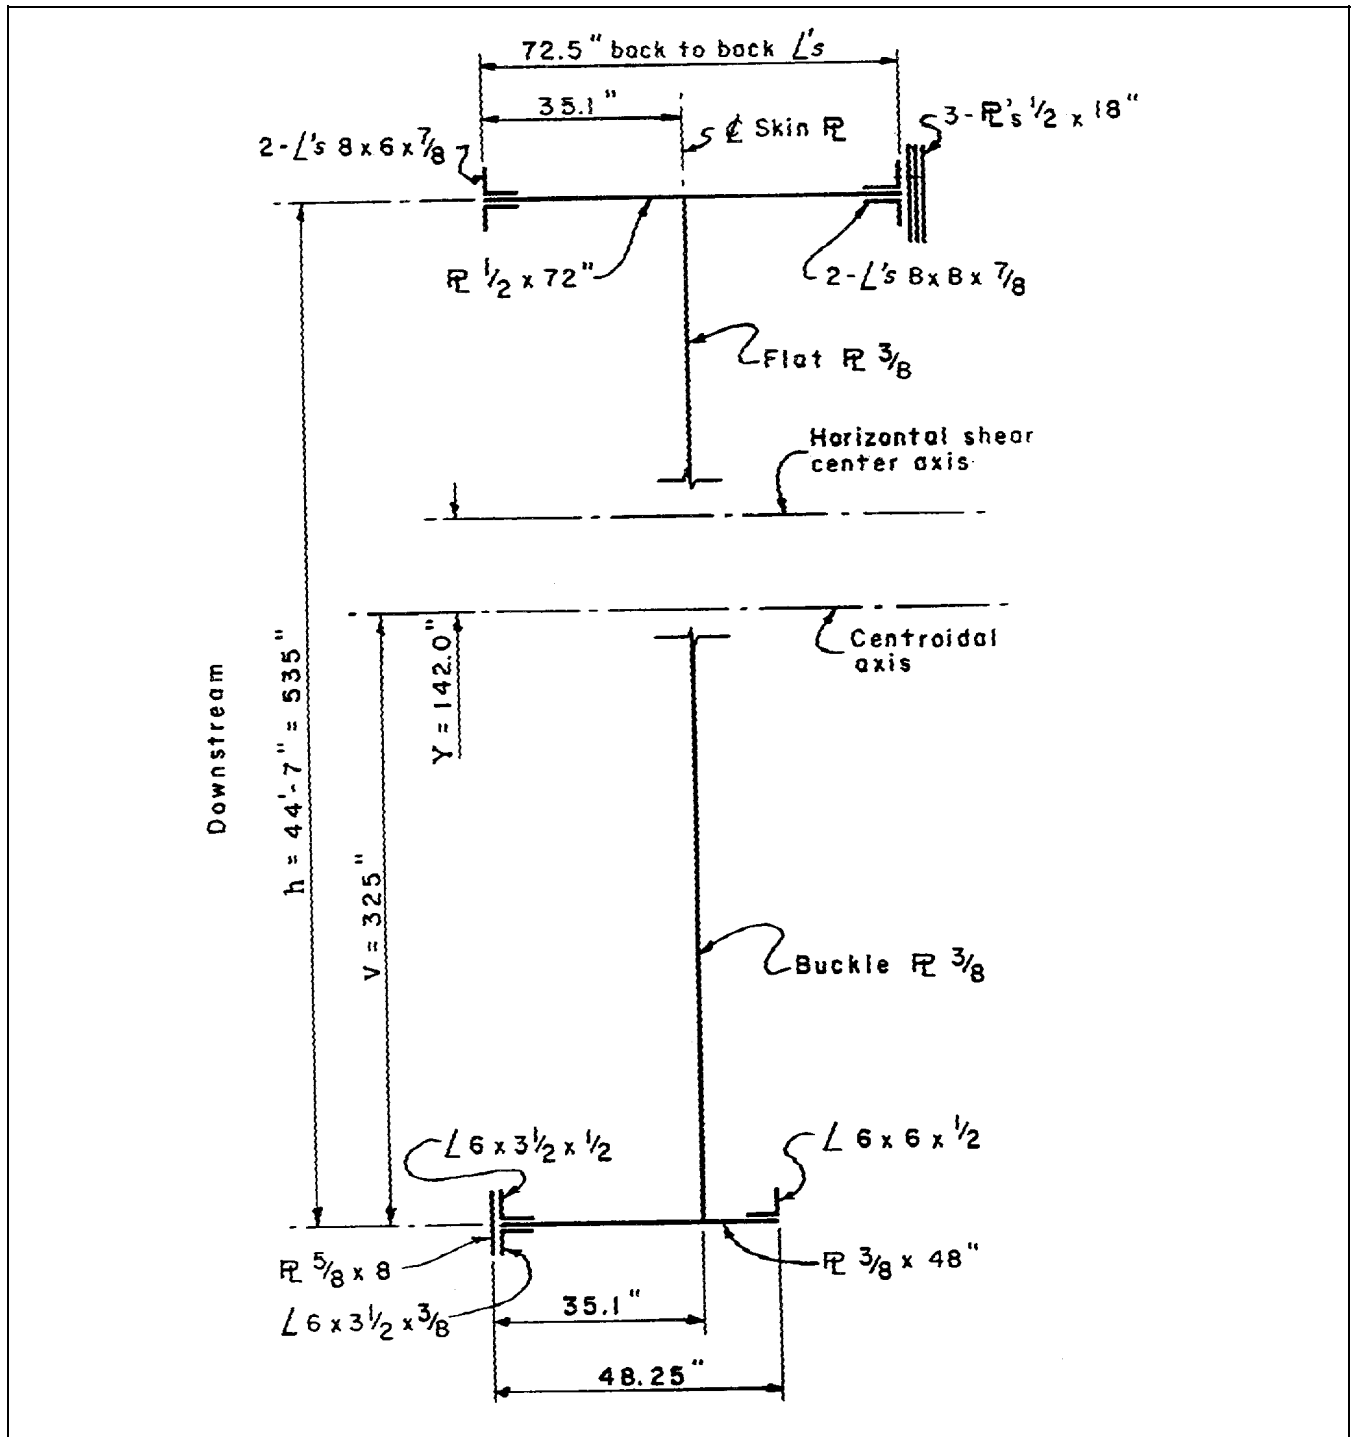 72.5" back to back L's
35.1"
℄ Skin PL
3-PL's 1/2 x 18"
2-L's 8 x 6 x 7/8
PL 1/2 x 72"
2-L's 8 x 8 x 7/8
Flat PL 3/8
Horizontal shear
center axis
Centroidal
axis
Downstream
h = 44'-7" = 535"
V = 325"
Y = 142.0"
Buckle PL 3/8
L 6 x 3 1/2 x 1/2
L 6 x 6 x 1/2
PL 5/8 x 8
PL 3/8 x 48"
L 6 x 3 1/2 x 3/8
35.1"
48.25"